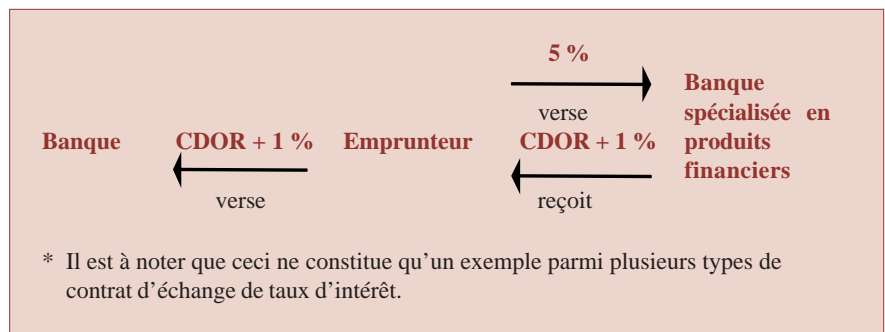 5 %
Banque
spécialisée en
produits
financiers
verse
Banque CDOR + 1 % Emprunteur CDOR + 1 %
verse
reçoit
* Il est à noter que ceci ne constitue qu'un exemple parmi plusieurs types de
contrat d'échange de taux d'intérêt.